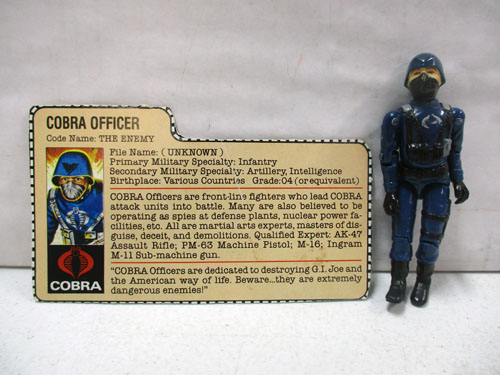 COBRA OFFICER
Code Name: THE ENEMY
File Name: (UNKNOWN)
Primary Military Specialty: Infantry
Secondary Military Specialty: Artillery, Intelligence
Birthplace: Various Countries Grade:04 (or equivalent)
COBRA Officers are front-line fighters who lead COBRA
attack units into battle. Many are also believed to be
operating as spies at defense plants, nuclear power fa-
cilities, etc. All are martial arts experts, masters of dis-
guise, deceit, and demolitions. Qualified Expert: AK-47
Assault Rifle; PM-63 Machine Pistol; M-16; Ingram
M-11 Sub-machine gun.
"COBRA Officers are dedicated to destroying G.I. Joe and
the American way of life. Beware...they are extremely
dangerous enemies!"
COBRA